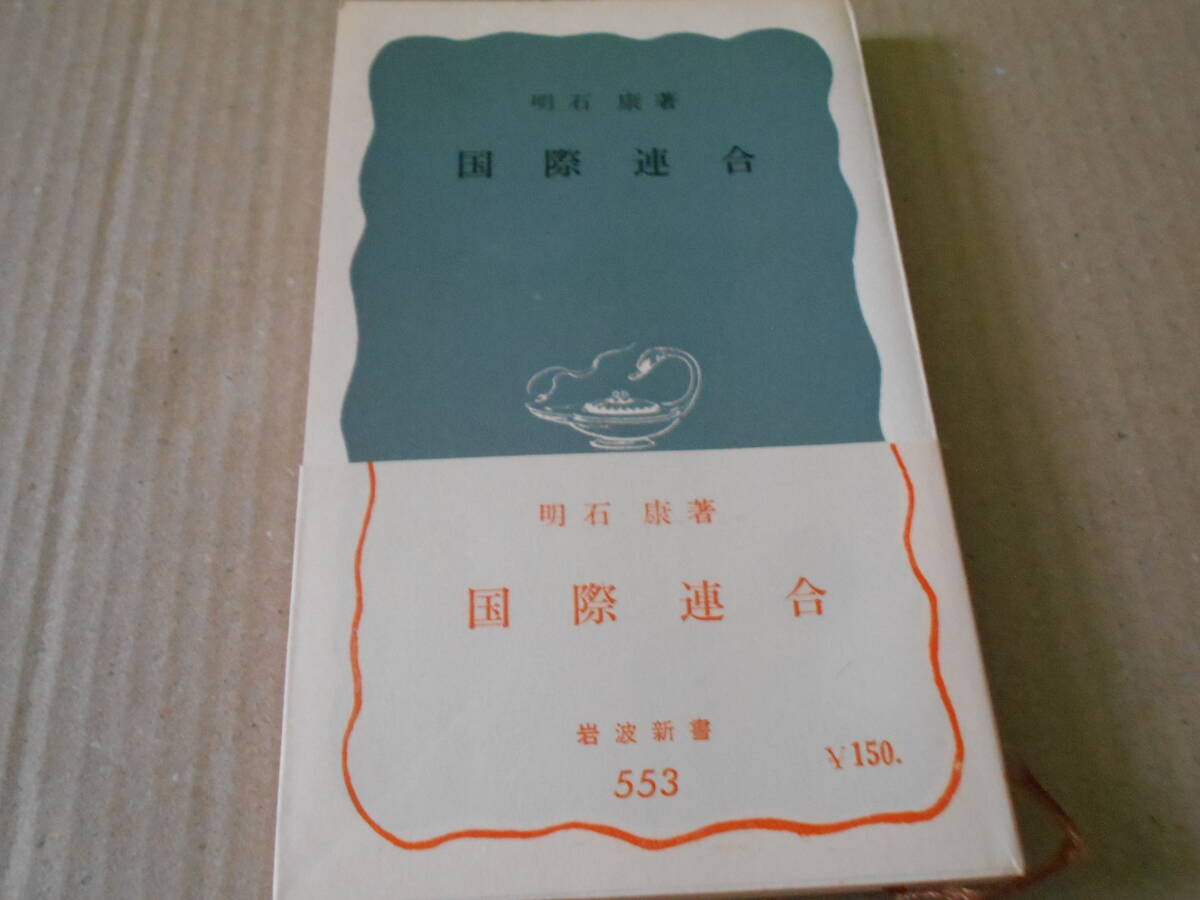 明石 康著
国際連合
明石 康著
国際連合
岩波新書
553
¥150.